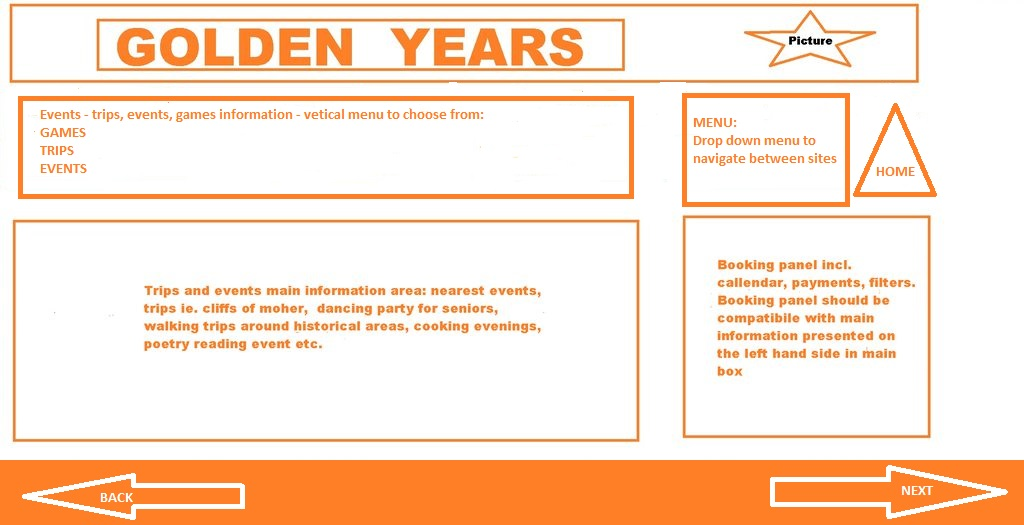 GOLDEN YEARS
Picture
Events - trips, events, games information - vetical menu to choose from:
GAMES
TRIPS
EVENTS
MENU:
Drop down menu to
navigate between sites
HOME
Trips and events main information area: nearest events,
trips ie. cliffs of moher, dancing party for seniors,
walking trips around historical areas, cooking evenings,
poetry reading event etc.
Booking panel incl.
callendar, payments, filters.
Booking panel should be
compatibile with main
information presented on
the left hand side in main
box
BACK
NEXT